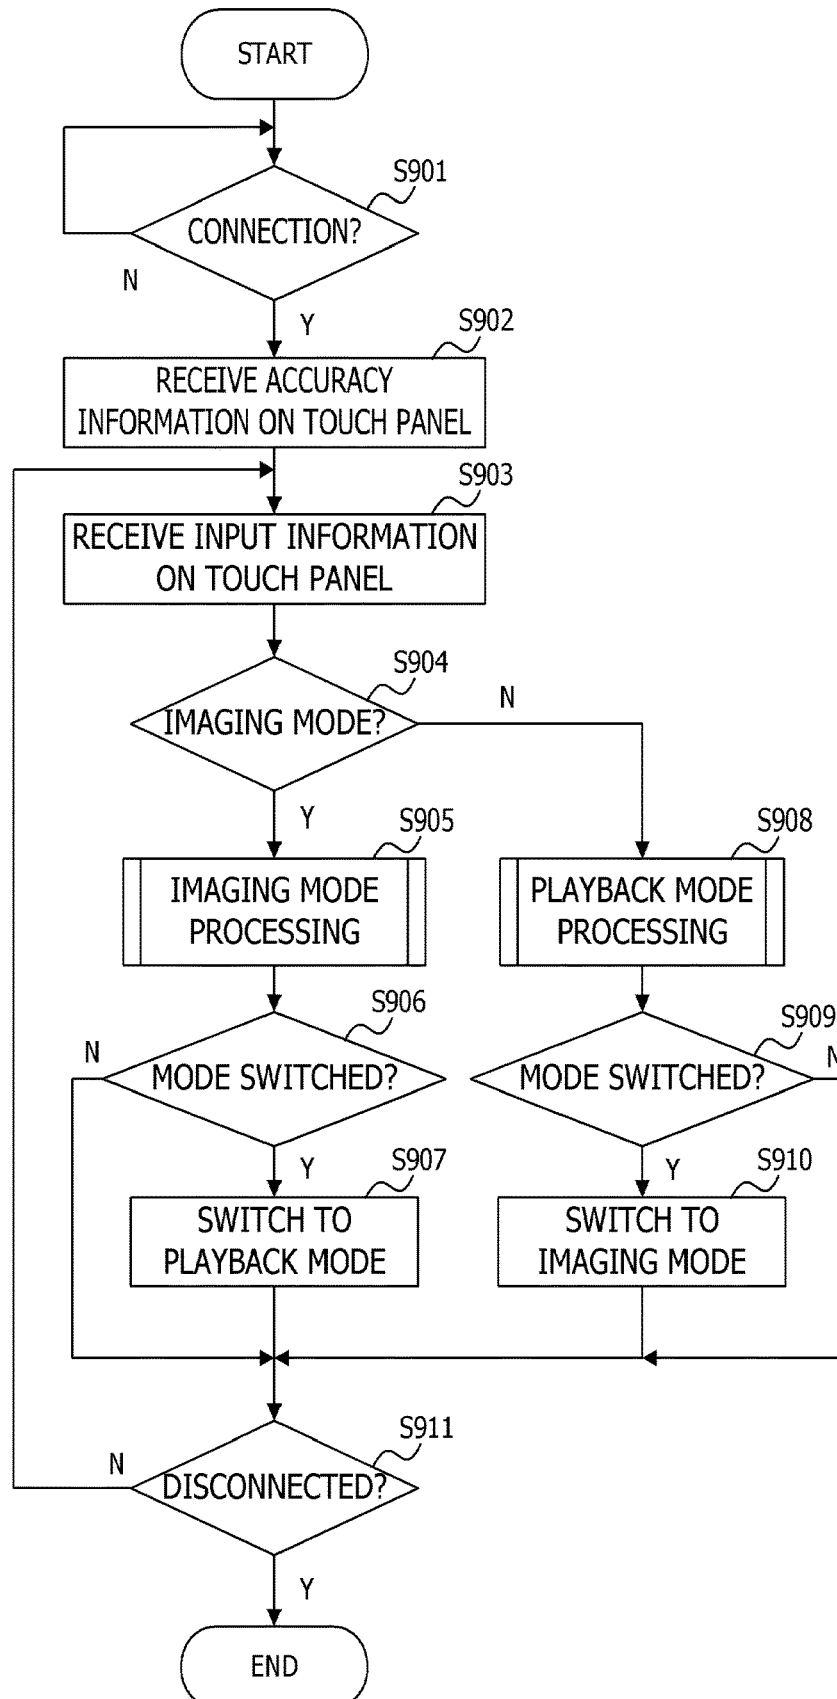 START
S901
CONNECTION?
N
Y
S902
RECEIVE ACCURACY
INFORMATION ON TOUCH PANEL
S903
RECEIVE INPUT INFORMATION
ON TOUCH PANEL
S904
IMAGING MODE?
N
Y
S905
IMAGING MODE
PROCESSING
S908
PLAYBACK MODE
PROCESSING
S906
N
MODE SWITCHED?
Y
S909
MODE SWITCHED?
N
Y
S907
SWITCH TO
PLAYBACK MODE
S910
SWITCH TO
IMAGING MODE
S911
N
DISCONNECTED?
Y
END